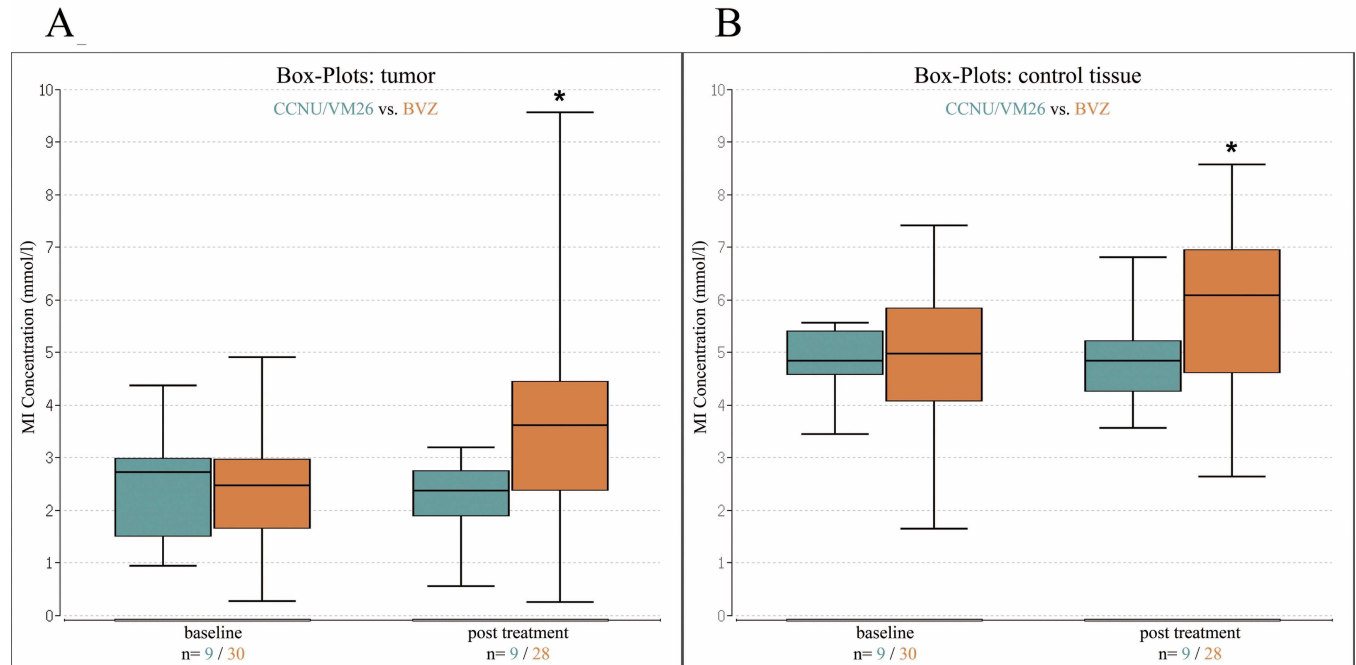 A_
Box-Plots: tumor
CCNU/VM26 vs. BVZ
*
MI Concentration (mmol/l)
10
9
8
7
6
5
4
3
2
1
0
baseline
n= 9 / 30
post treatment
n= 9 / 28
B
Box-Plots: control tissue
CCNU/VM26 vs. BVZ
*
MI Concentration (mmol/l)
10
9
8
7
6
5
4
3
2
1
0
baseline
n= 9 / 30
post treatment
n= 9 / 28